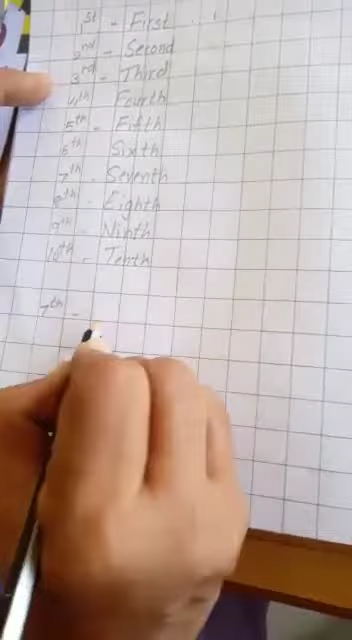 1st - First
2nd - Second
3rd - Third
4th Fourth
5th - Fifth
6th Sixth
7th - Seventh
8th - Eighth
9th - Ninth
10th - Tenth
7th -